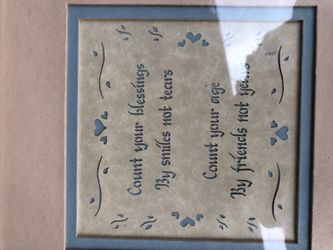 Count your blessings
By smiles not tears
Count your age
By friends not years